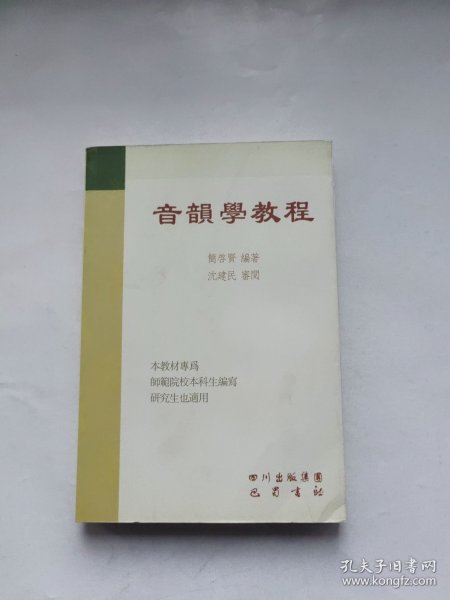 音韻學教程
簡啓賢 編著
沈建民 審閱
本教材專爲
師範院校本科生編寫
研究生也適用
四川出版集團
巴蜀書社
孔夫子旧书网
www.kongfz.com